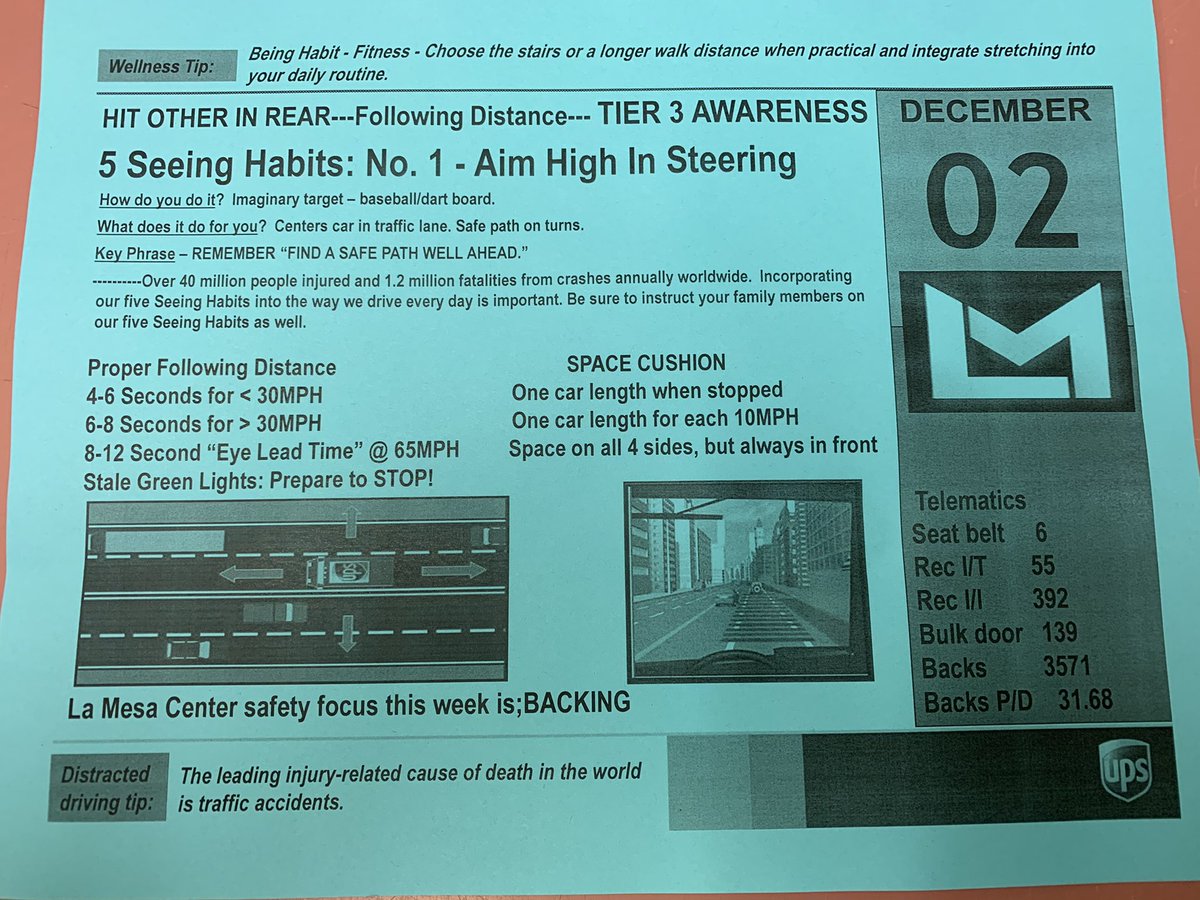 Wellness Tip:
Being Habit - Fitness - Choose the stairs or a longer walk distance when practical and integrate stretching into
your daily routine.
HIT OTHER IN REAR---Following Distance--- TIER 3 AWARENESS
5 Seeing Habits: No. 1 - Aim High In Steering
How do you do it? Imaginary target – baseball/dart board.
What does it do for you? Centers car in traffic lane. Safe path on turns.
Key Phrase – REMEMBER “FIND A SAFE PATH WELL AHEAD.”
----------Over 40 million people injured and 1.2 million fatalities from crashes annually worldwide. Incorporating
our five Seeing Habits into the way we drive every day is important. Be sure to instruct your family members on
our five Seeing Habits as well.
Proper Following Distance
4-6 Seconds for < 30MPH
6-8 Seconds for > 30MPH
8-12 Second “Eye Lead Time” @ 65MPH
Stale Green Lights: Prepare to STOP!
SPACE CUSHION
One car length when stopped
One car length for each 10MPH
Space on all 4 sides, but always in front
ups
La Mesa Center safety focus this week is;BACKING
DECEMBER
02
LM
Telematics
Seat belt 6
Rec I/T 55
Rec I/I 392
Bulk door 139
Backs 3571
Backs P/D 31.68
Distracted
driving tip:
The leading injury-related cause of death in the world
is traffic accidents.
ups